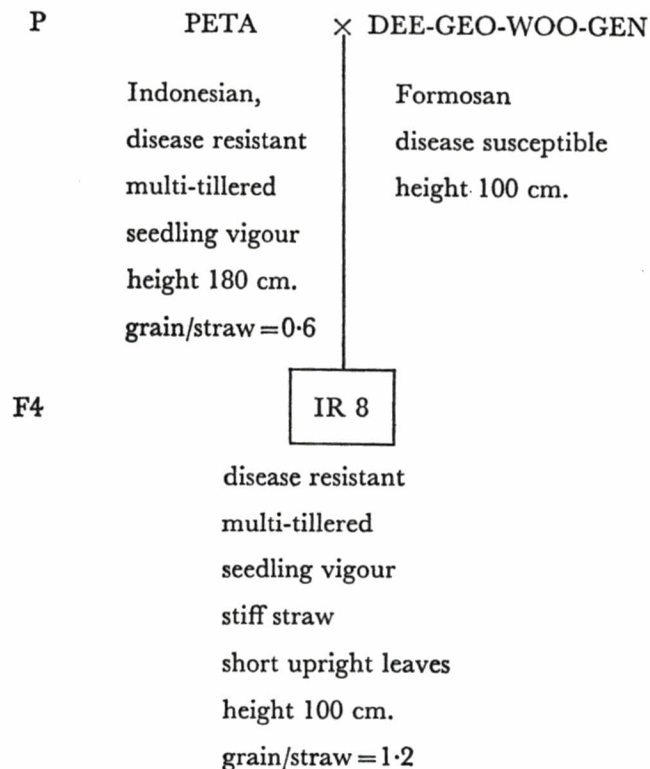 P PETA × DEE-GEO-WOO-GEN
Indonesian,
disease resistant
multi-tillered
seedling vigour
height 180 cm.
grain/straw=0·6
Formosan
disease susceptible
height 100 cm.
F4 IR 8
disease resistant
multi-tillered
seedling vigour
stiff straw
short upright leaves
height 100 cm.
grain/straw=1·2